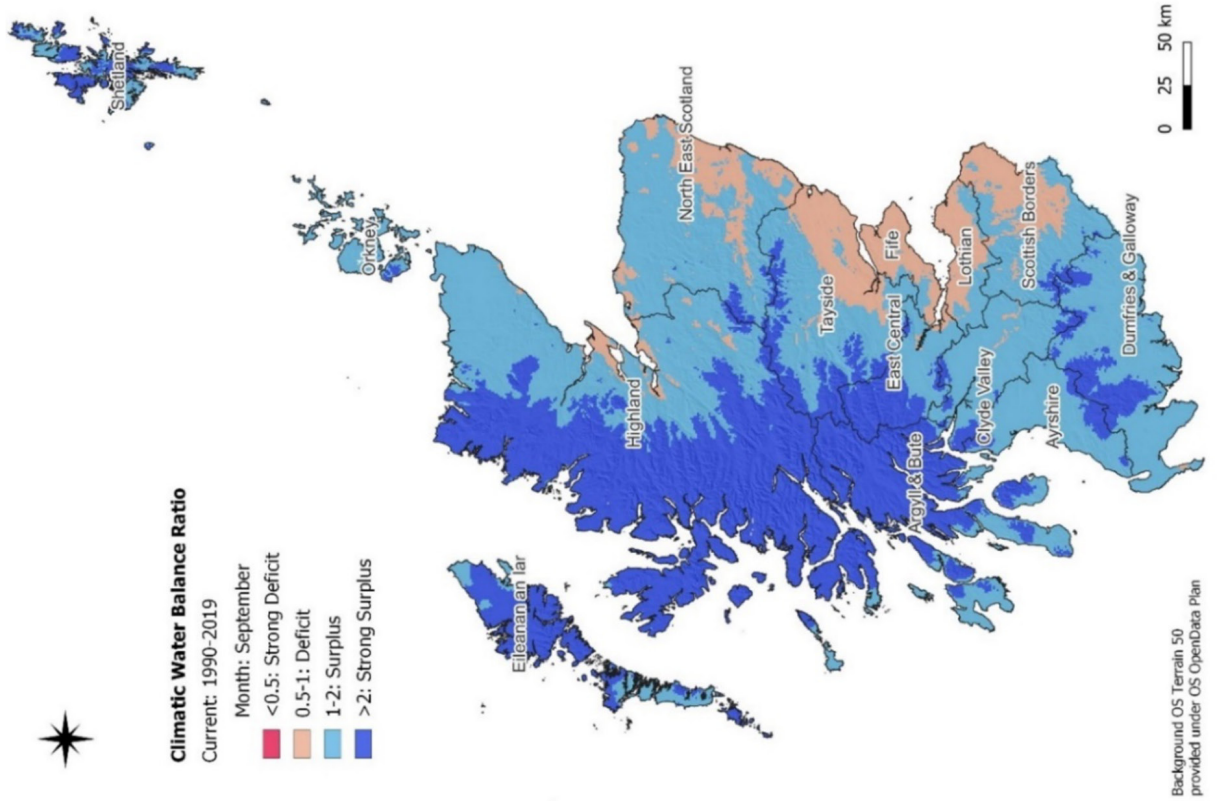 Climatic Water Balance Ratio
Current: 1990-2019
Month: September
<0.5: Strong Deficit
0.5-1: Deficit
1-2: Surplus
>2: Strong Surplus
Shetland
Orkney
Eileanan an Iar
Highland
North East Scotland
Tayside
Fife
East Central
Argyll & Bute
Lothian
Clyde Valley
Scottish Borders
Ayrshire
Dumfries & Galloway
0 25 50 km
Background OS Terrain 50
provided under OS OpenData Plan